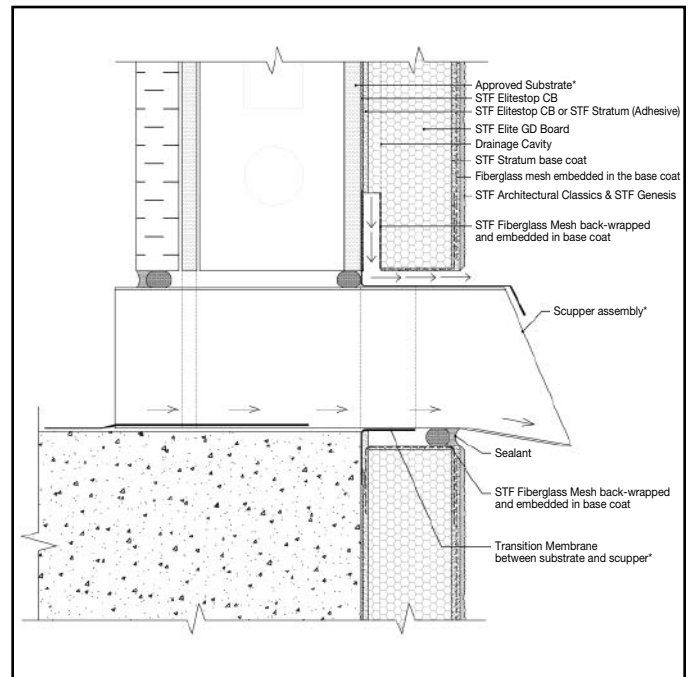 Approved Substrate*
STF Elitestop CB
STF Elitestop CB or STF Stratum (Adhesive)
STF Elite GD Board
Drainage Cavity
STF Stratum base coat
Fiberglass mesh embedded in the base coat
STF Architectural Classics & STF Genesis
STF Fiberglass Mesh back-wrapped
and embedded in base coat
Scupper assembly*
Sealant
STF Fiberglass Mesh back-wrapped
and embedded in base coat
Transition Membrane
between substrate and scupper*